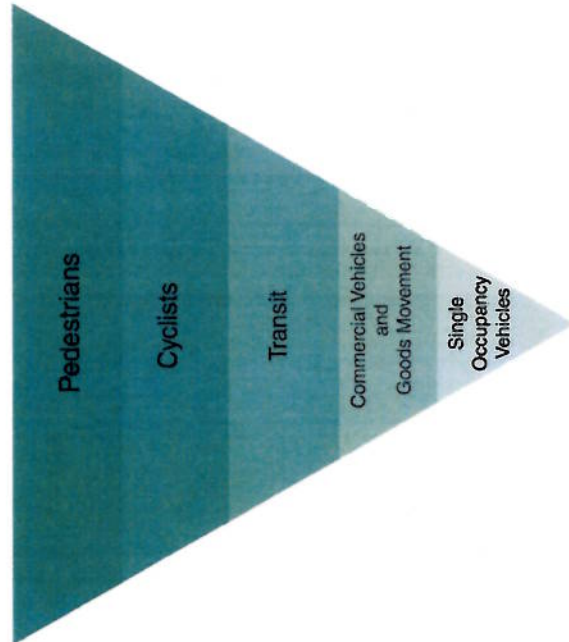 Pedestrians
Cyclists
Transit
Commercial Vehicles
and
Goods Movement
Single
Occupancy
Vehicles